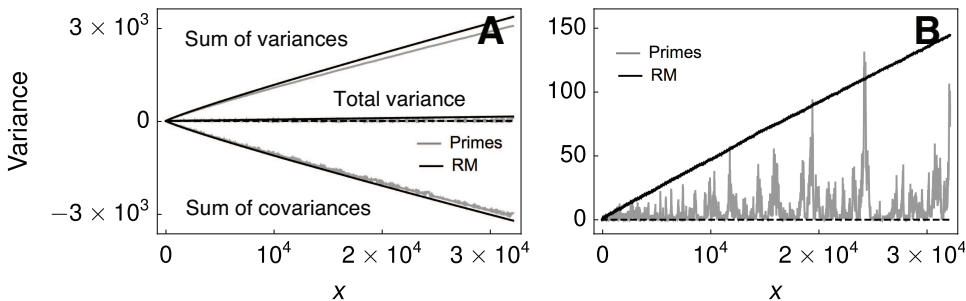 A
3 × 10³
Sum of variances
Total variance
0
Primes
RM
Sum of covariances
−3 × 10³
Variance
0
10⁴
2 × 10⁴
3 × 10⁴
x
B
150
Primes
RM
100
50
0
0
10⁴
2 × 10⁴
3 × 10⁴
x